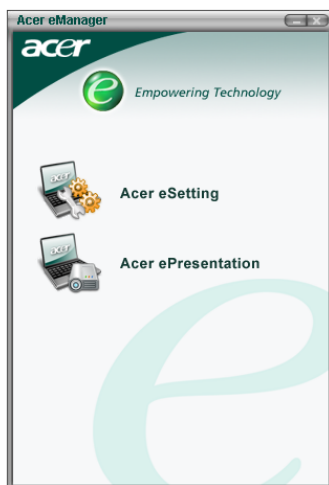 Acer eManager
acer
e Empowering Technology
Acer eSetting
Acer ePresentation
e